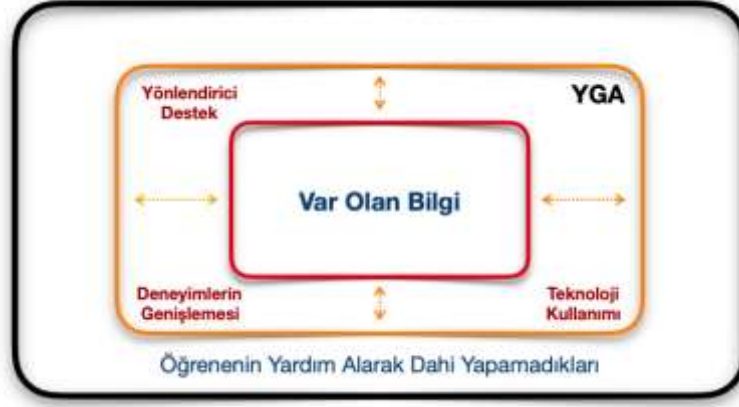 Yönlendirici
Destek
YGA
Var Olan Bilgi
Deneyimlerin
Genişlemesi
Teknoloji
Kullanımı
Öğrenenin Yardım Alarak Dahi Yapamadıkları